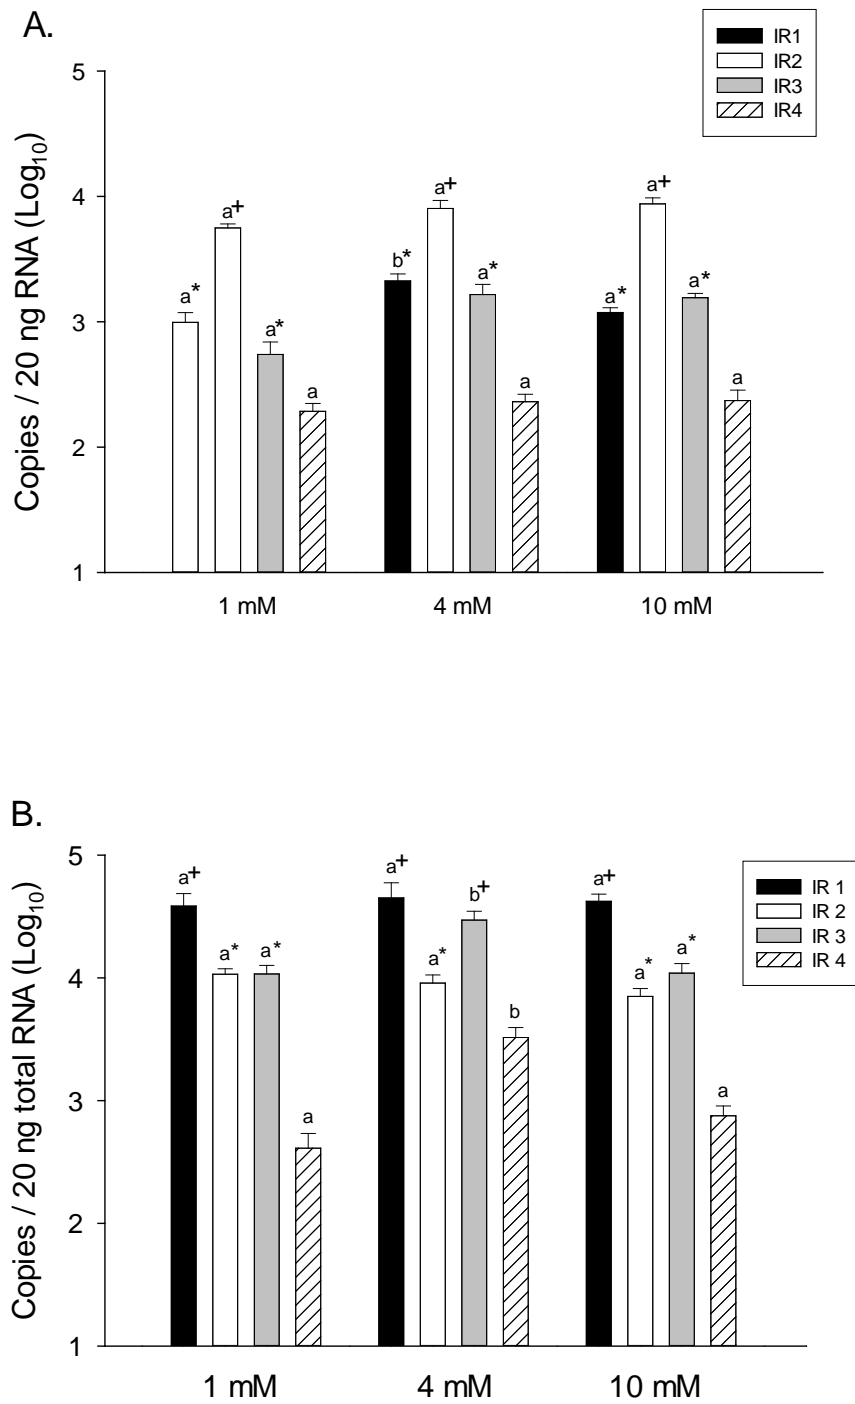 A.
IR1
IR2
IR3
IR4
Copies / 20 ng RNA (Log10)
5
4
3
2
1
a* a+ a* a
b* a+ a* a
a* a+ a* a
1 mM 4 mM 10 mM
B.
IR 1
IR 2
IR 3
IR 4
Copies / 20 ng total RNA (Log10)
5
4
3
2
1
a+ a* a* a
a+ a* b+ b
a+ a* a* a
1 mM 4 mM 10 mM